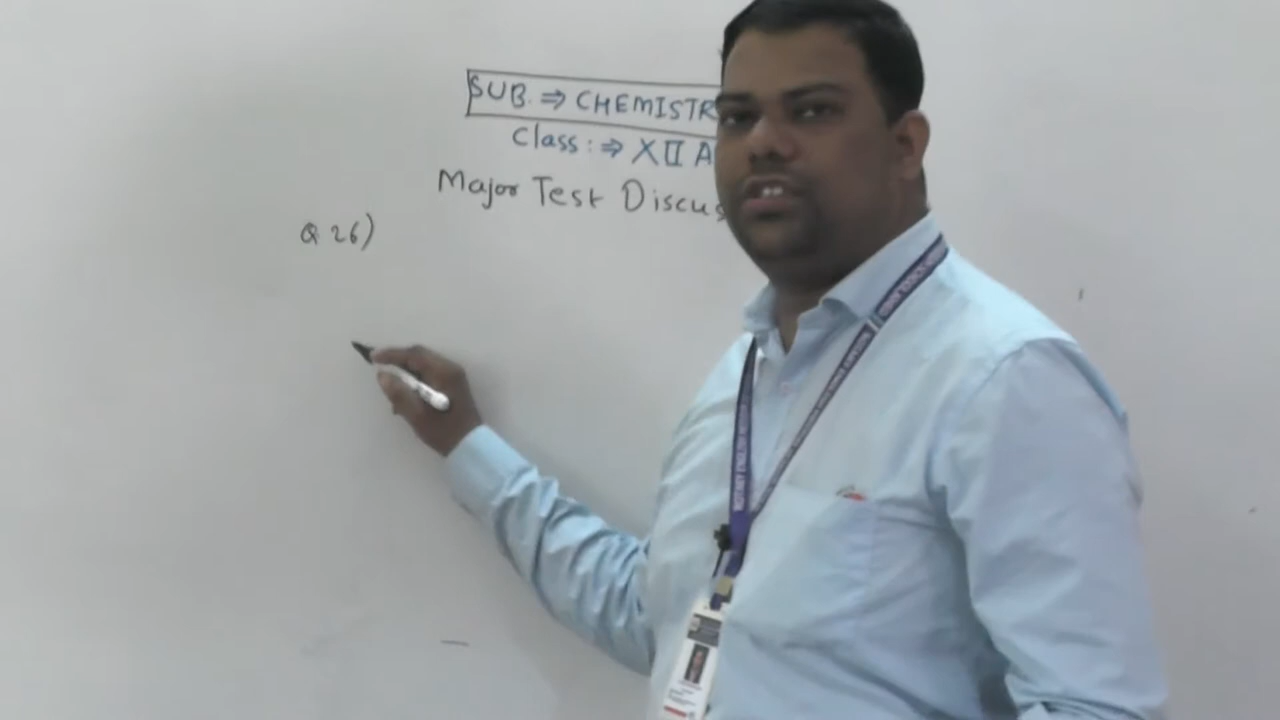 SUB. ⇒ CHEMISTR
Class : ⇒ XII A
Major Test Discus
Q 26)